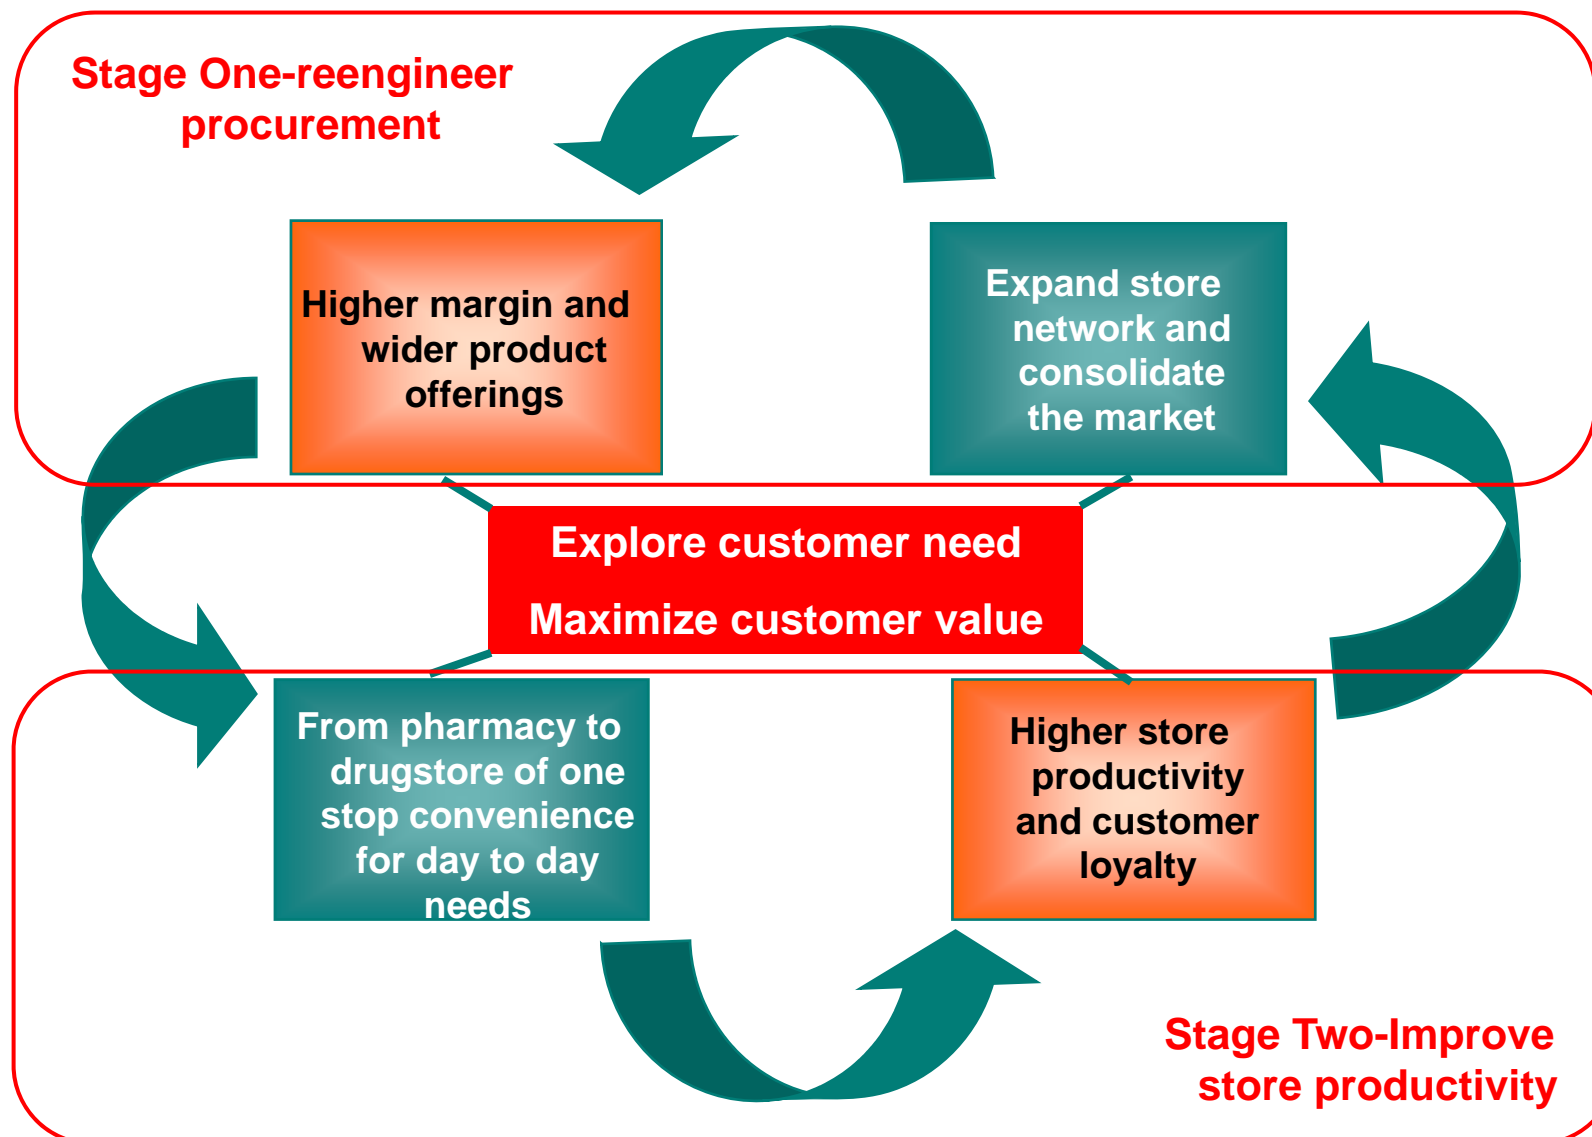 Stage One-reengineer
procurement
Higher margin and
wider product
offerings
Expand store
network and
consolidate
the market
Explore customer need
Maximize customer value
From pharmacy to
drugstore of one
stop convenience
for day to day
needs
Higher store
productivity
and customer
loyalty
Stage Two-Improve
store productivity